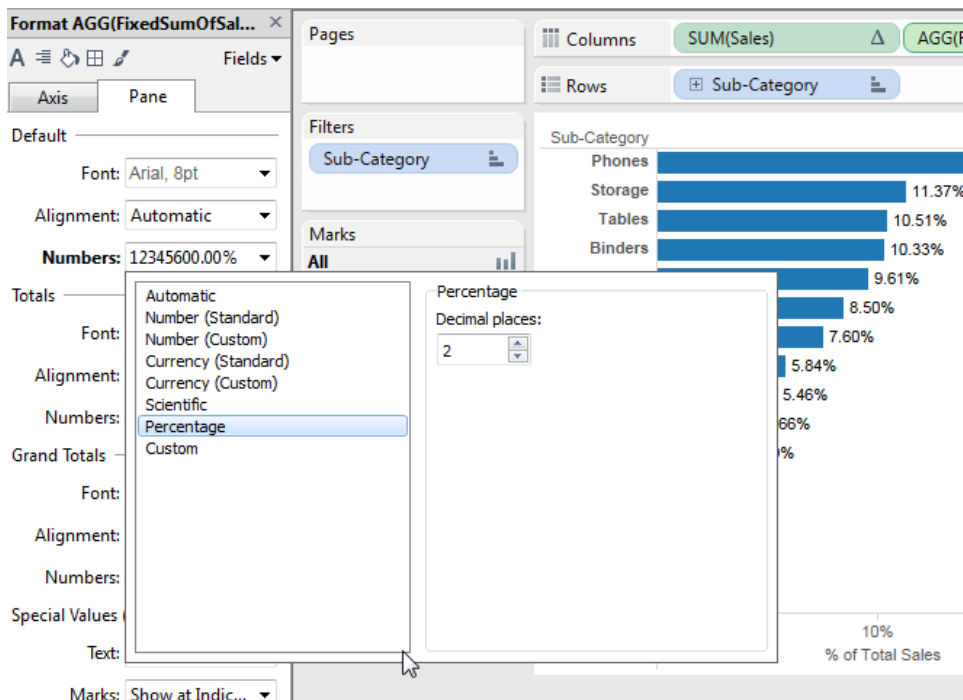 Format AGG(FixedSumOfSal... ×
Fields
Axis
Pane
Default
Font: Arial, 8pt
Alignment: Automatic
Numbers: 12345600.00%
Totals
Font:
Alignment:
Numbers:
Grand Totals
Font:
Alignment:
Numbers:
Special Values (
Text:
Marks: Show at Indic...
Automatic
Number (Standard)
Number (Custom)
Currency (Standard)
Currency (Custom)
Scientific
Percentage
Custom
Percentage
Decimal places:
2
Pages
Filters
Sub-Category
Marks
All
Columns
SUM(Sales) Δ
AGG(F
Rows
Sub-Category
Sub-Category
Phones
Storage 11.37%
Tables 10.51%
Binders 10.33%
9.61%
8.50%
7.60%
5.84%
5.46%
66%
%
10%
% of Total Sales